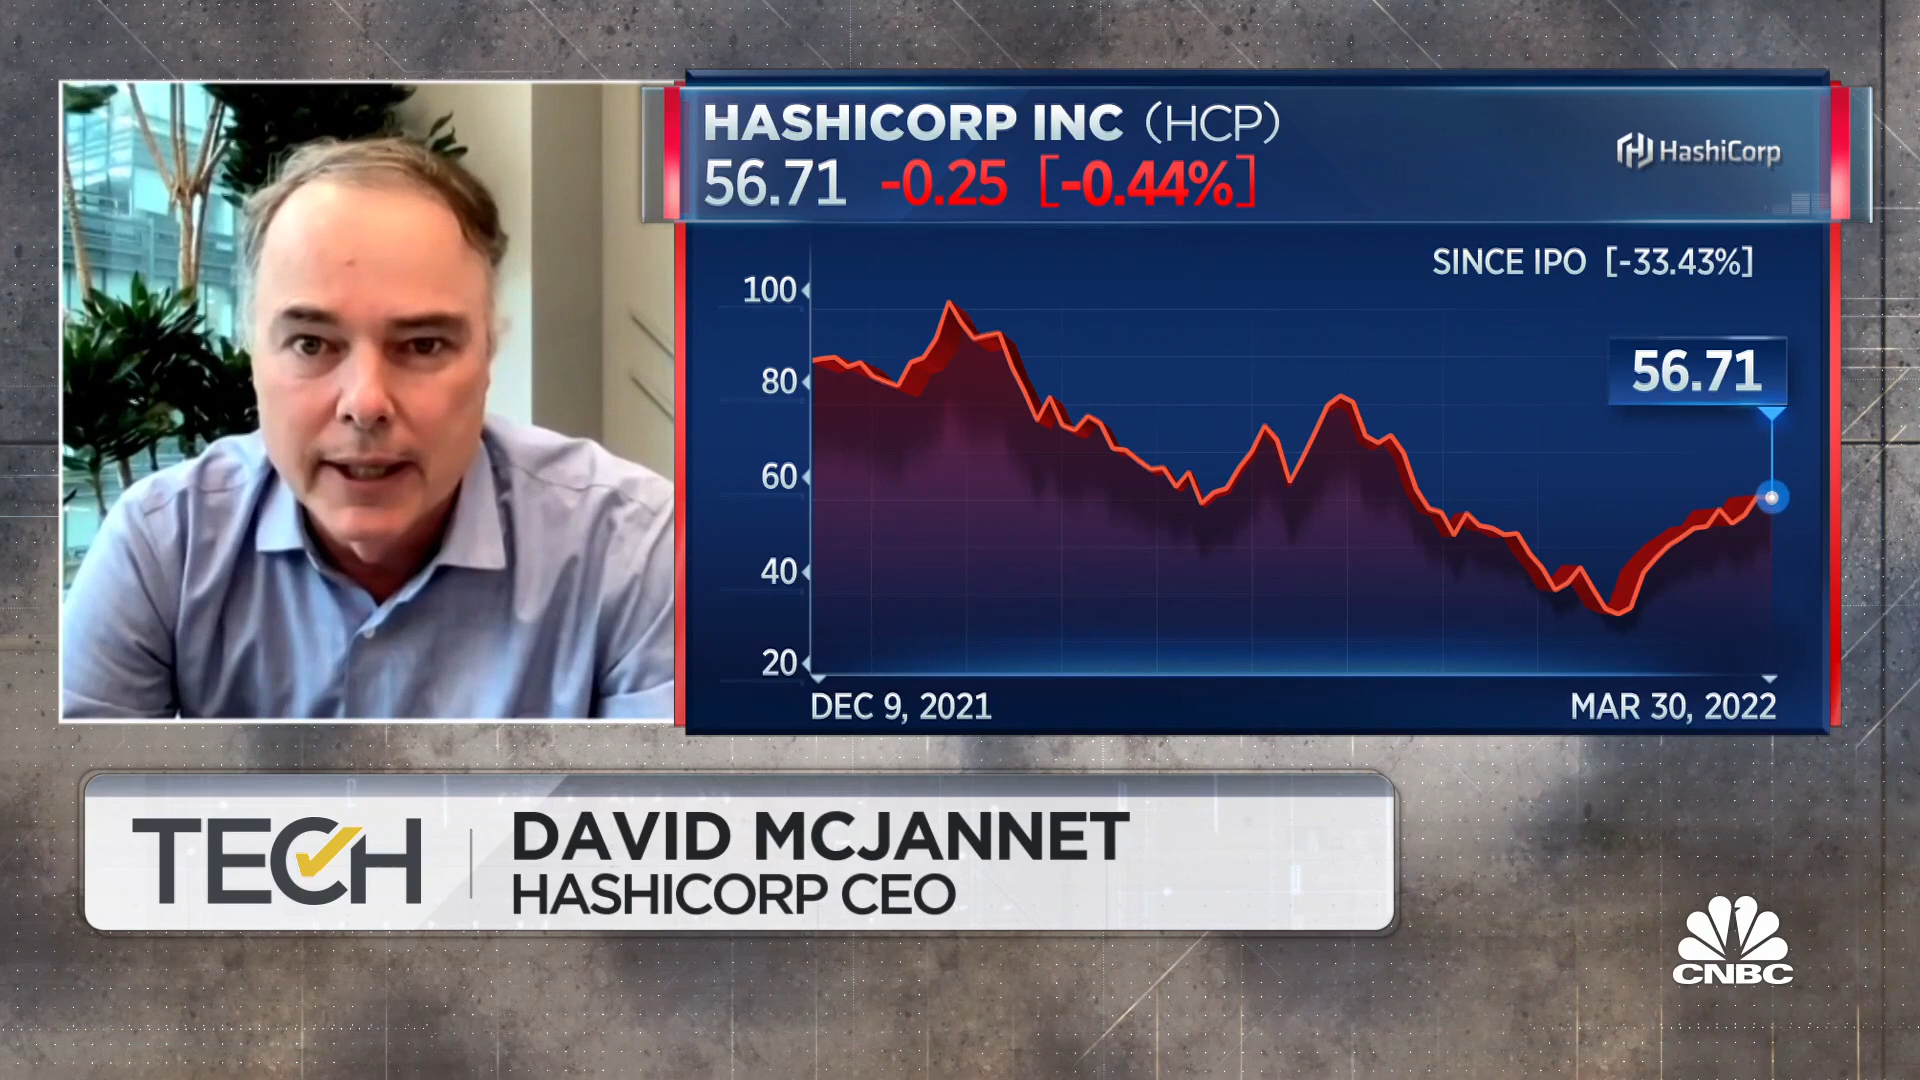 HASHICORP INC (HCP)
56.71 -0.25 [-0.44%]
HashiCorp
SINCE IPO [-33.43%]
100
80
60
40
20
56.71
DEC 9, 2021
MAR 30, 2022
TECH
DAVID MCJANNET
HASHICORP CEO
CNBC